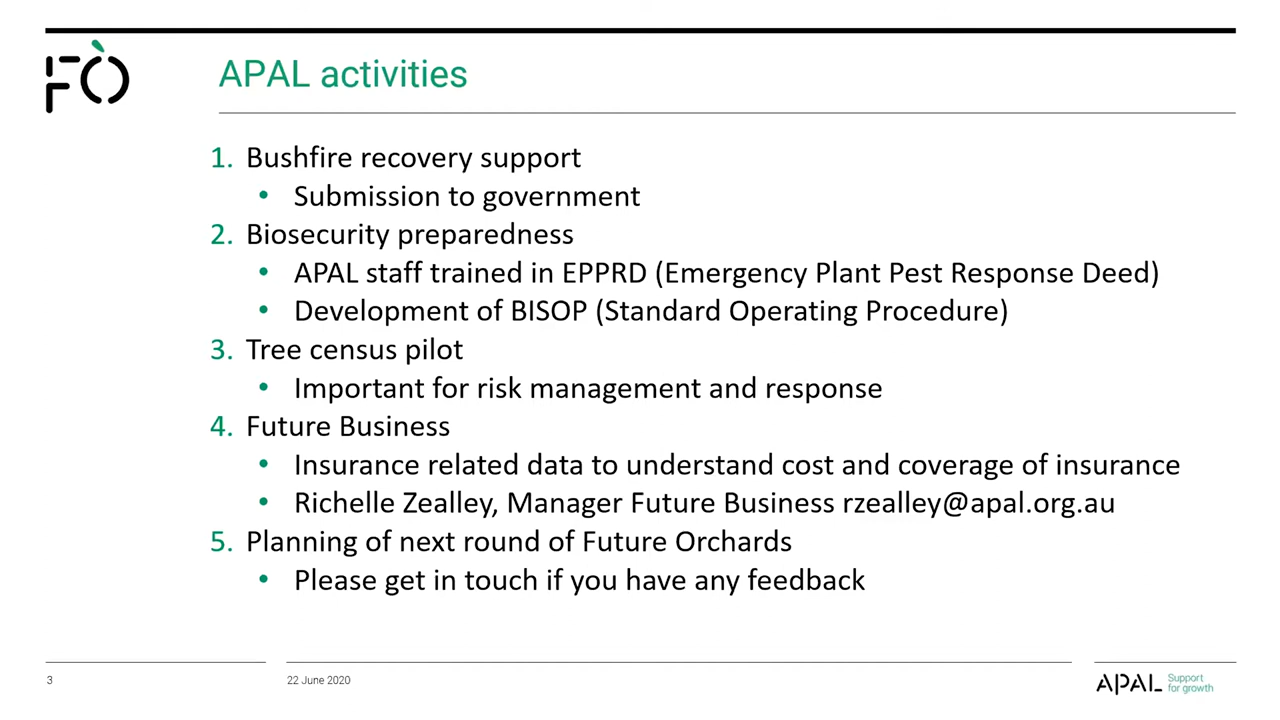 FO
APAL activities
1. Bushfire recovery support
• Submission to government
2. Biosecurity preparedness
• APAL staff trained in EPPRD (Emergency Plant Pest Response Deed)
• Development of BISOP (Standard Operating Procedure)
3. Tree census pilot
• Important for risk management and response
4. Future Business
• Insurance related data to understand cost and coverage of insurance
• Richelle Zealley, Manager Future Business rzealley@apal.org.au
5. Planning of next round of Future Orchards
• Please get in touch if you have any feedback
3
22 June 2020
APAL
Support
for growth